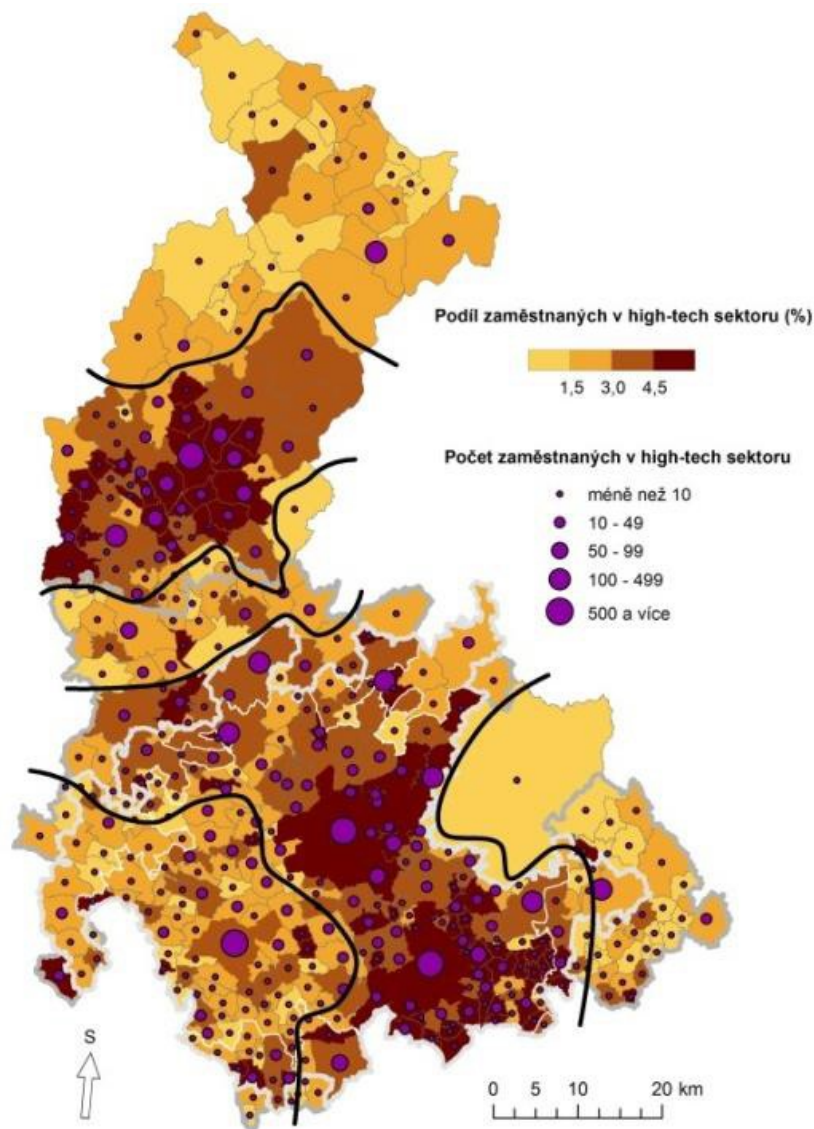 Podíl zaměstnaných v high-tech sektoru (%)
1,5 3,0 4,5
Počet zaměstnaných v high-tech sektoru
méně než 10
10 - 49
50 - 99
100 - 499
500 a více
S
0 5 10 20 km